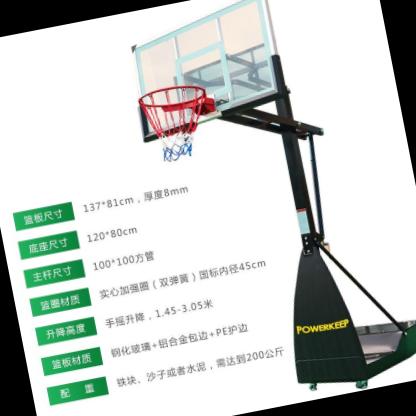 篮板尺寸 137*81cm，厚度8mm
底座尺寸 120*80cm
主杆尺寸 100*100方管
篮圈材质 实心加强圈（双弹簧）国标内径45cm
升降高度 手摇升降，1.45-3.05米
篮板材质 钢化玻璃+铝合金包边+PE护边
配 重 铁块、沙子或者水泥，需达到200公斤
POWERKEEP